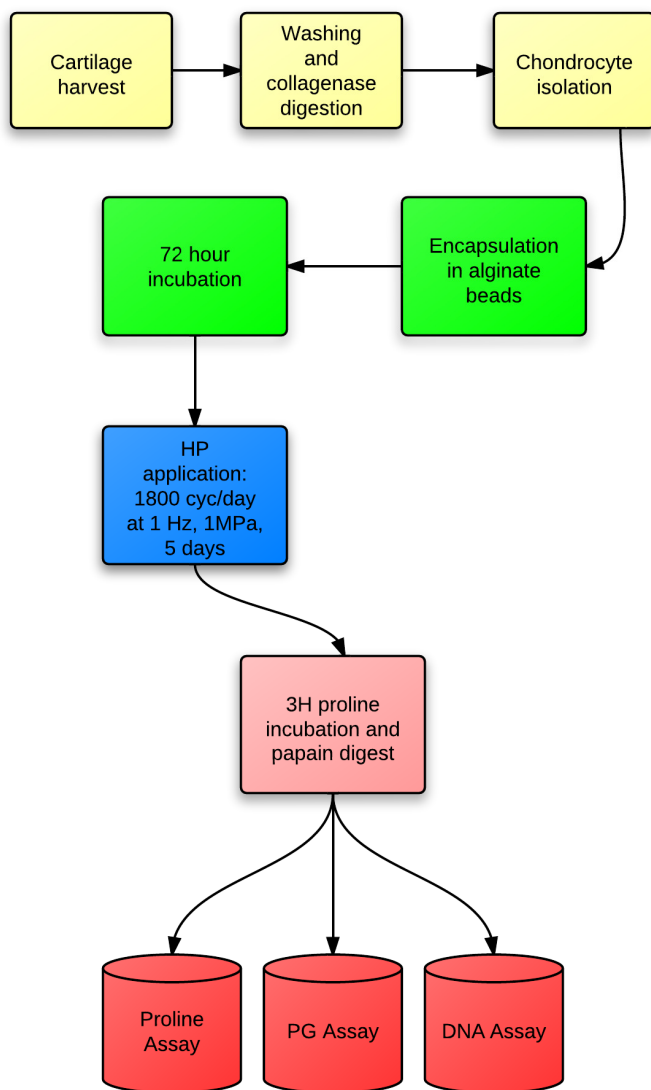 Cartilage
harvest
Washing
and
collagenase
digestion
Chondrocyte
isolation
72 hour
incubation
Encapsulation
in alginate
beads
HP
application:
1800 cyc/day
at 1 Hz, 1MPa,
5 days
3H proline
incubation and
papain digest
Proline
Assay
PG Assay
DNA Assay